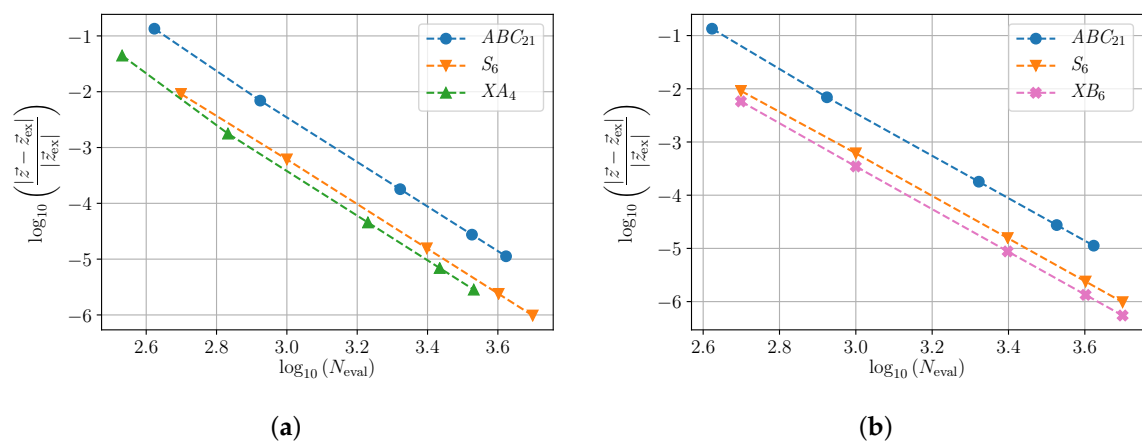 −1
−2
−3
−4
−5
−6
2.6 2.8 3.0 3.2 3.4 3.6
log₁₀ (|z⃗ − z⃗ₑₓ| / |z⃗ₑₓ|)
log₁₀ (N_eval)
ABC₂₁
S₆
XA₄
(a)
−1
−2
−3
−4
−5
−6
2.6 2.8 3.0 3.2 3.4 3.6
log₁₀ (|z⃗ − z⃗ₑₓ| / |z⃗ₑₓ|)
log₁₀ (N_eval)
ABC₂₁
S₆
XB₆
(b)